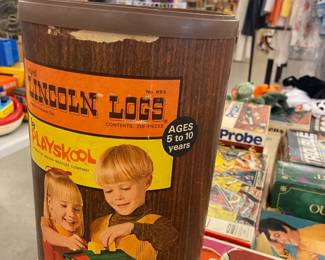 LINCOLN LOGS
No. 893
CONTENTS: 210 PIECES
AGES
5 to 10
years
PLAYSKOOL
Probe